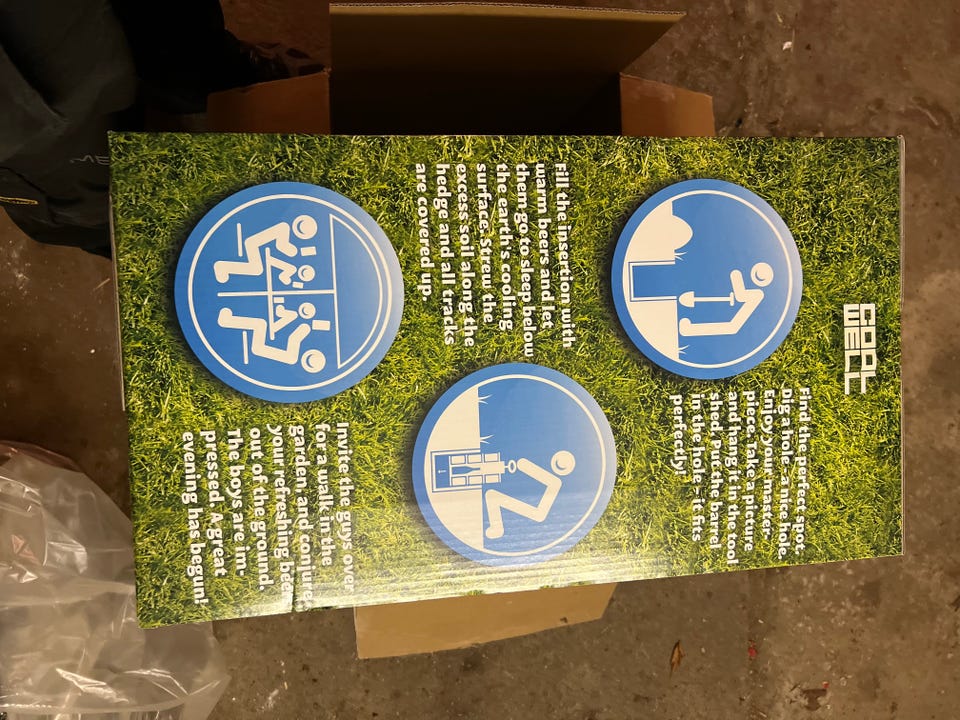 COOL
WELL
Find the perfect spot.
Dig a hole - a nice hole.
Enjoy your master-
piece. Take a picture
and hang it in the tool
shed. Put the barrel
in the hole - it fits
perfectly!
Fill the insertion with
warm beers and let
them go to sleep below
the earth's cooling
surface. Strew the
excess soil along the
hedge and all tracks
are covered up.
Invite the guys over
for a walk in the
garden and conjure
your refreshing beer
out of the ground.
The boys are im-
pressed. A great
evening has begun!